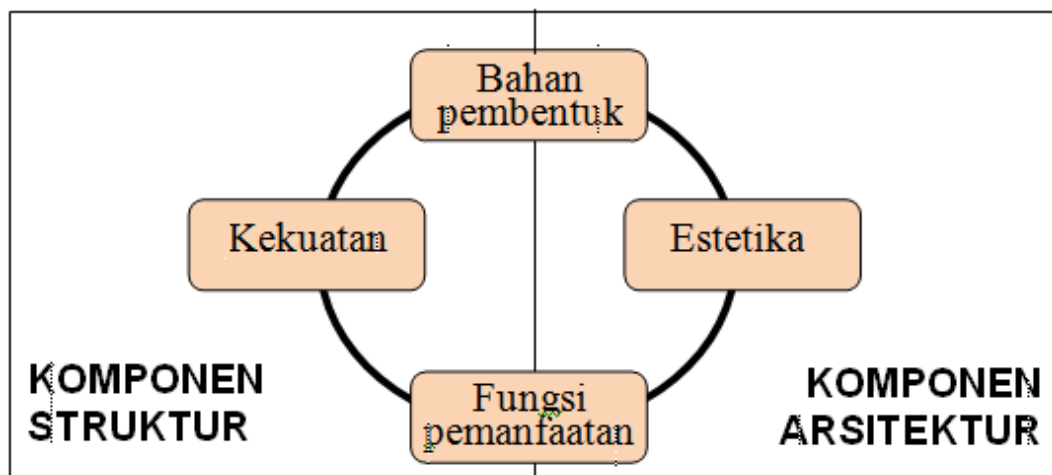 Bahan
pembentuk
Kekuatan
Estetika
KOMPONEN
STRUKTUR
Fungsi
pemanfaatan
KOMPONEN
ARSITEKTUR